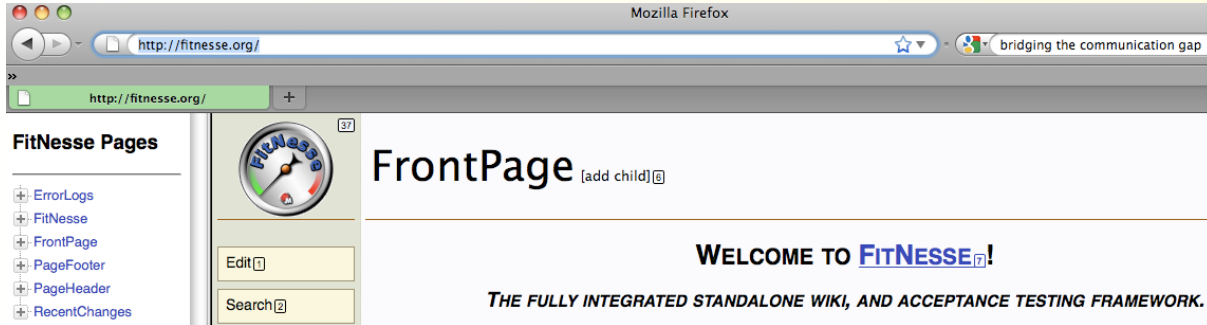 Mozilla Firefox
http://fitnesse.org/
bridging the communication gap
»
http://fitnesse.org/ +
FitNesse Pages
ErrorLogs
FitNesse
FrontPage
PageFooter
PageHeader
RecentChanges
FitNesse
37
Edit 1
Search 2
FrontPage [add child] 6
WELCOME TO FITNESSE 7!
THE FULLY INTEGRATED STANDALONE WIKI, AND ACCEPTANCE TESTING FRAMEWORK.